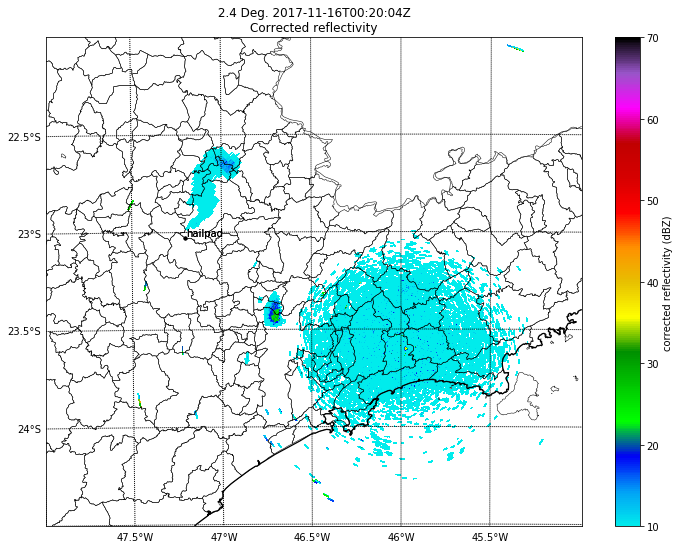 2.4 Deg. 2017-11-16T00:20:04Z
Corrected reflectivity
70
60
50
40
30
20
10
corrected reflectivity (dBZ)
22.5°S
23°S
23.5°S
24°S
hailpad
47.5°W
47°W
46.5°W
46°W
45.5°W